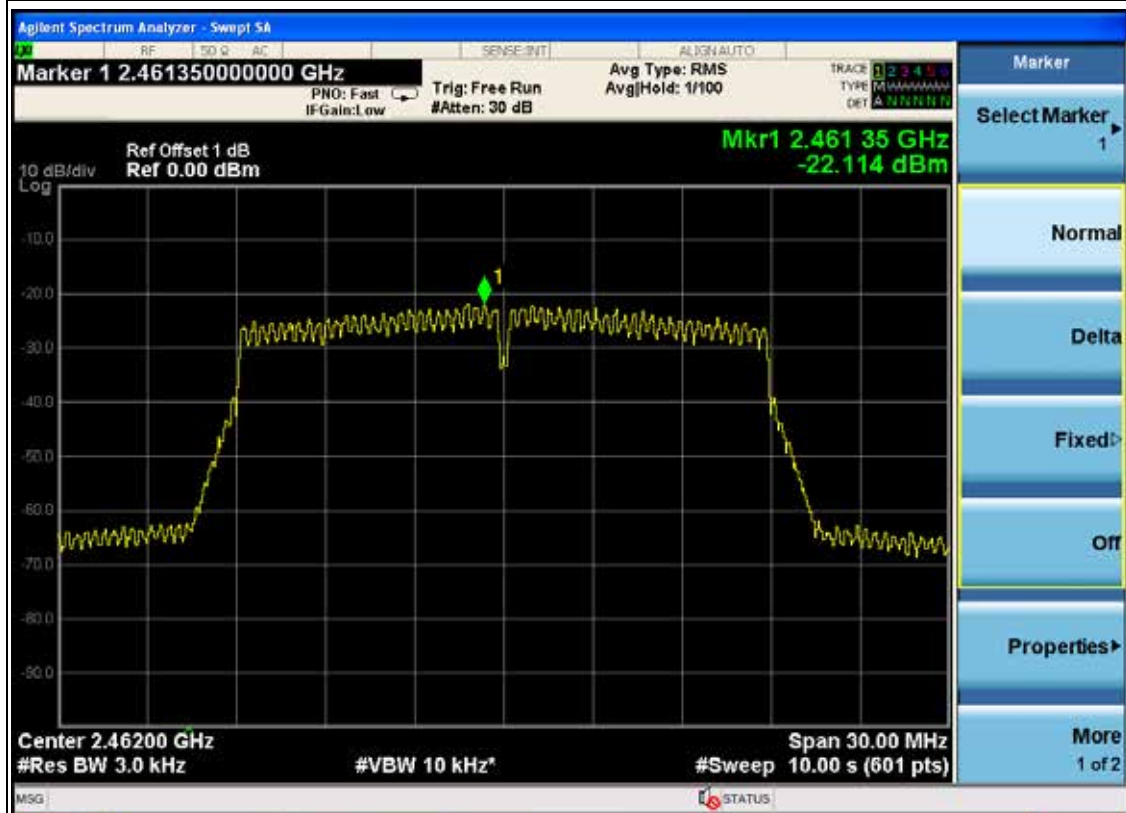 Agilent Spectrum Analyzer - Swept SA
RF 50 Ω AC SENSE:INT ALIGNAUTO
Marker 1 2.461350000000 GHz
PNO: Fast
IFGain:Low
Trig: Free Run
#Atten: 30 dB
Avg Type: RMS
Avg|Hold: 1/100
TRACE 1 2 3 4 5 6
TYPE M
DET A N N N N N
Mkr1 2.461 35 GHz
-22.114 dBm
Ref Offset 1 dB
10 dB/div Ref 0.00 dBm
Log
-10.0
-20.0
-30.0
-40.0
-50.0
-60.0
-70.0
-80.0
-90.0
1
Center 2.46200 GHz Span 30.00 MHz
#Res BW 3.0 kHz #VBW 10 kHz* #Sweep 10.00 s (601 pts)
MSG STATUS
Marker
Select Marker
1
Normal
Delta
Fixed
Off
Properties
More
1 of 2